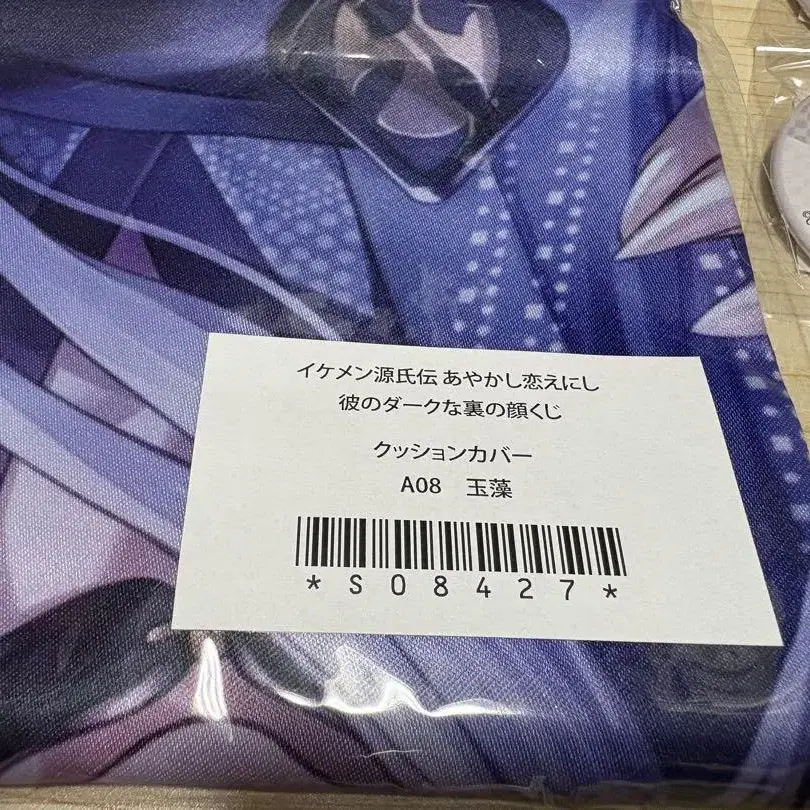 イケメン源氏伝 あやかし恋えにし
彼のダークな裏の顔くじ
クッションカバー
A08 玉藻
*S08427*